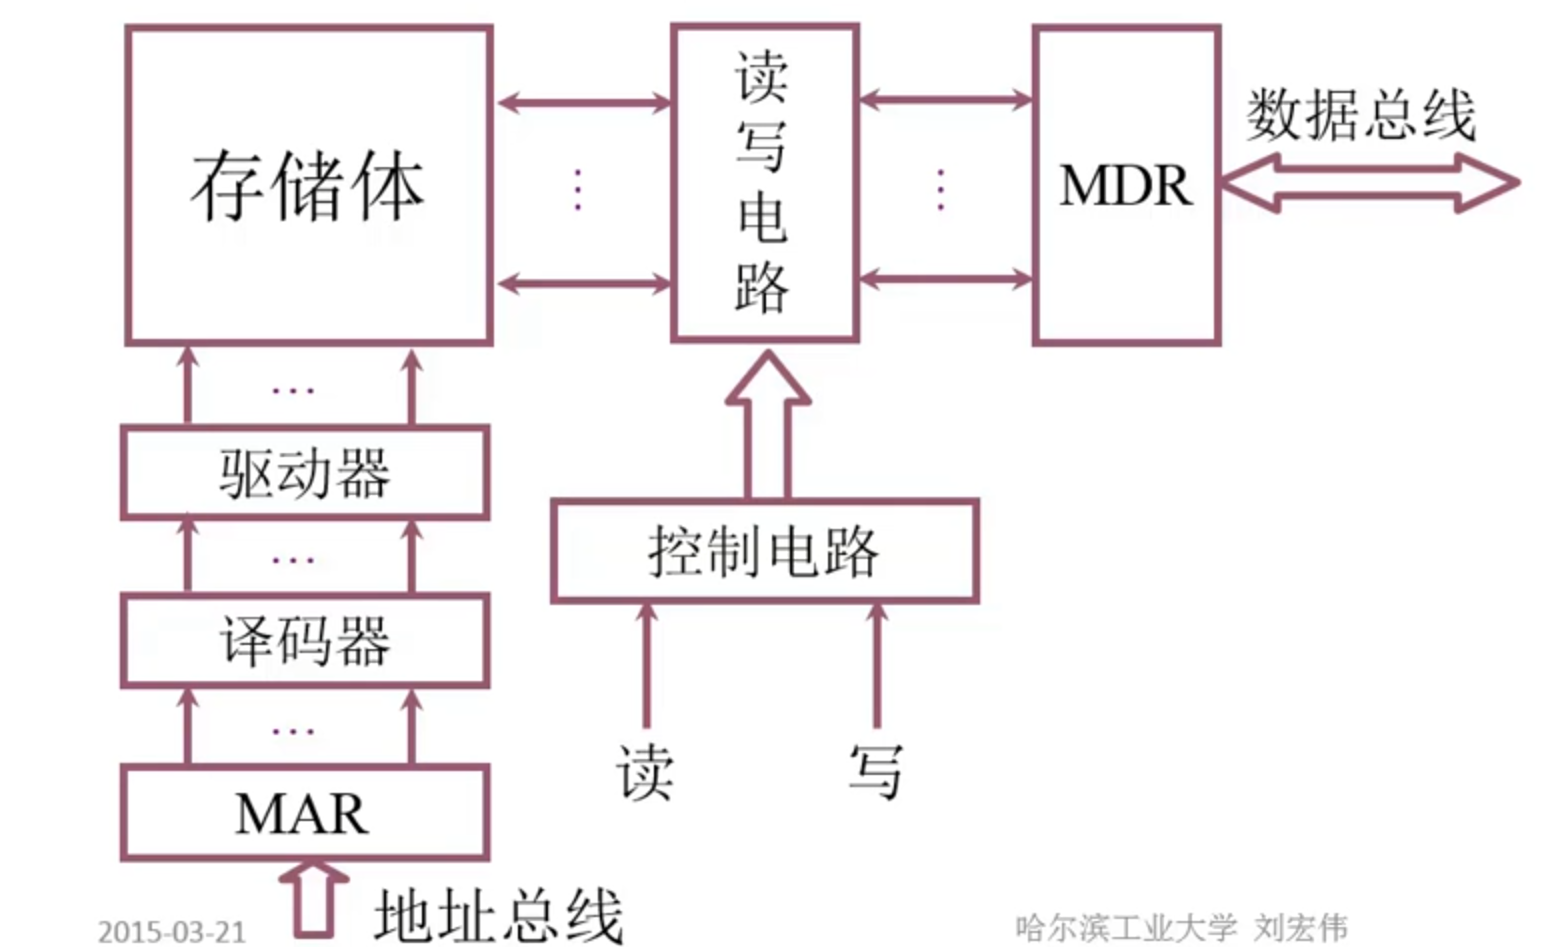 存储体
读写电路
MDR
数据总线
驱动器
控制电路
译码器
读
写
MAR
地址总线
2015-03-21
哈尔滨工业大学 刘宏伟